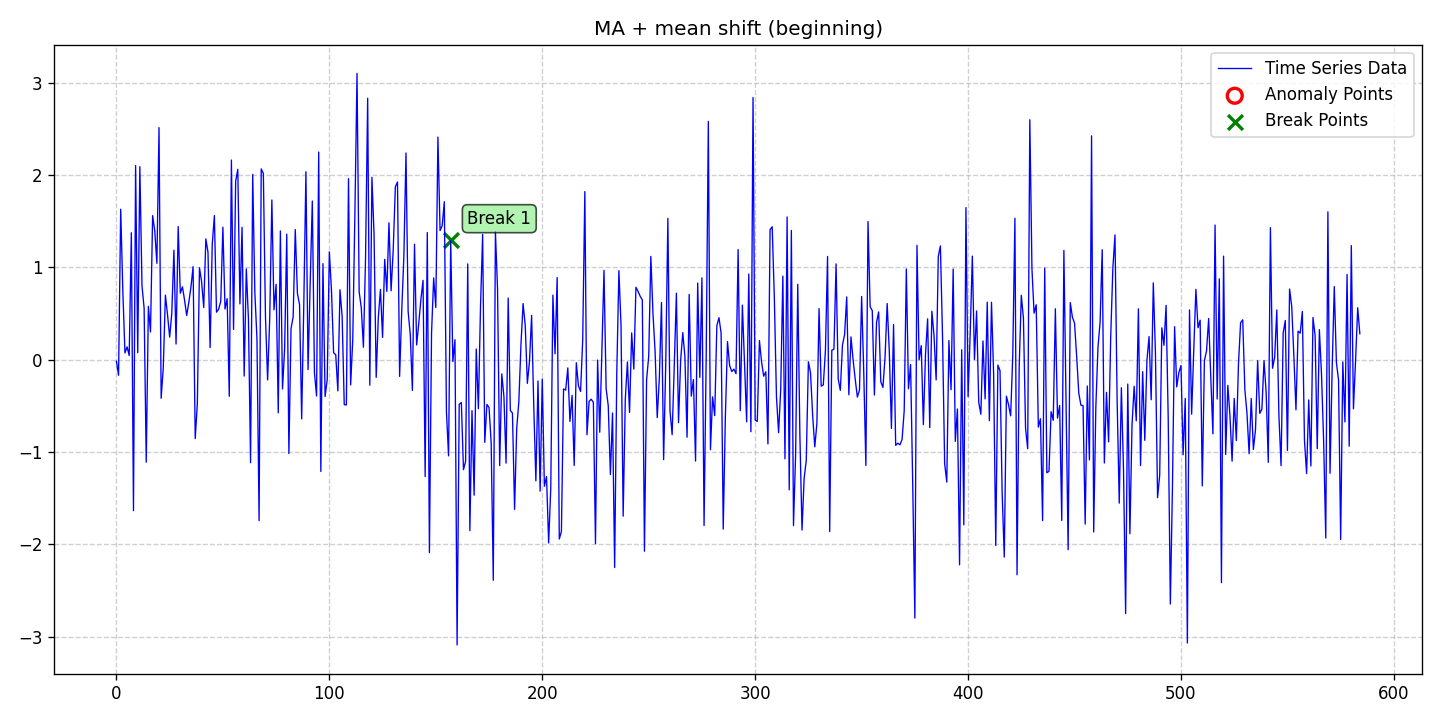 MA + mean shift (beginning)
Time Series Data
Anomaly Points
Break Points
Break 1
3
2
1
0
−1
−2
−3
0
100
200
300
400
500
600